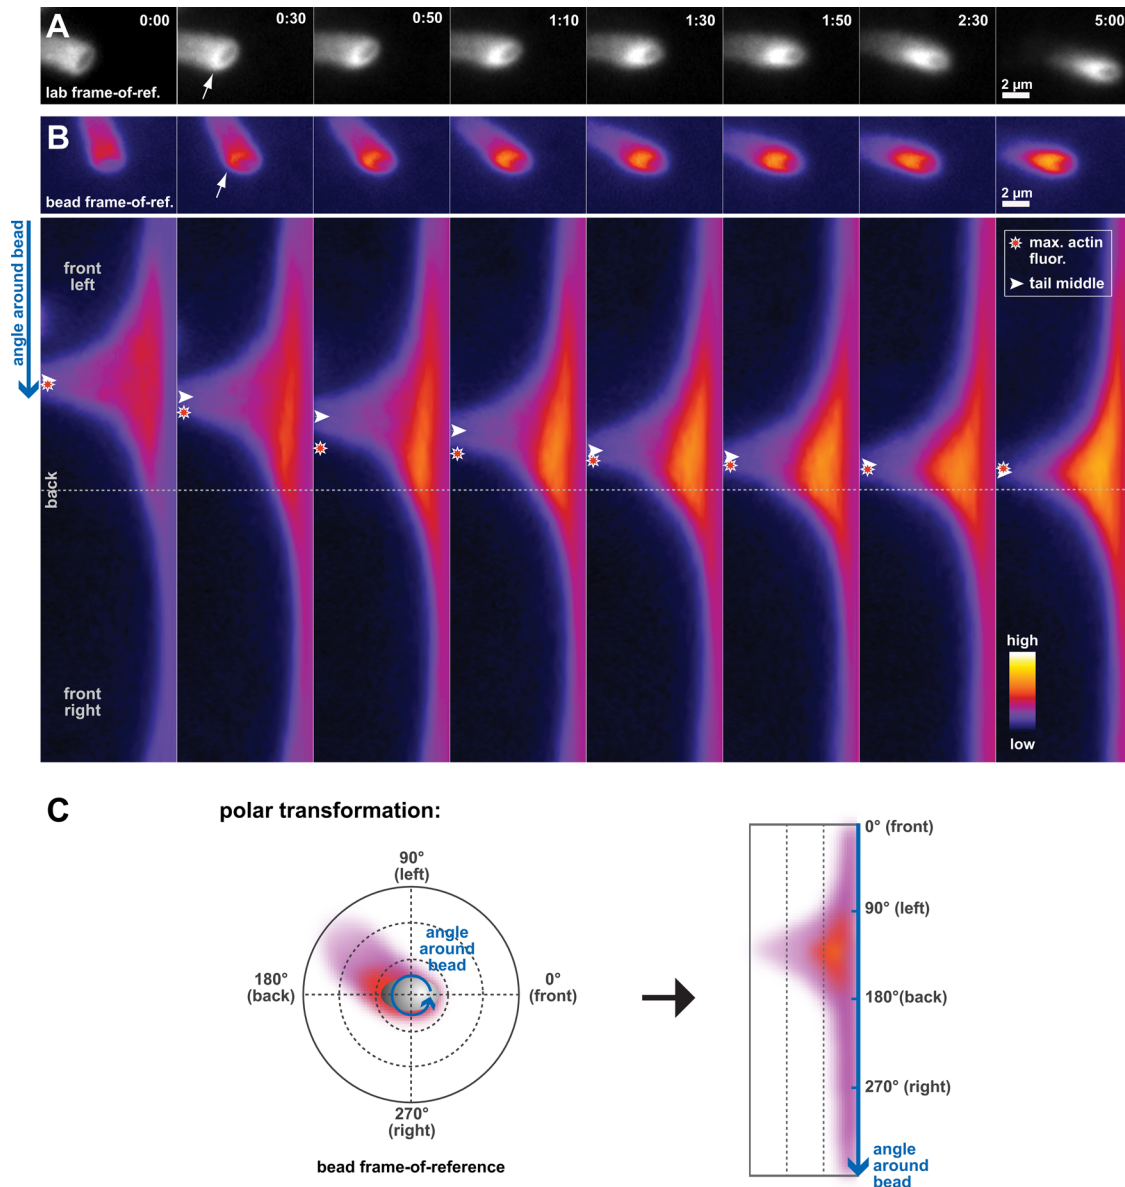 A
0:00
0:30
0:50
1:10
1:30
1:50
2:30
5:00
lab frame-of-ref.
2 µm
B
bead frame-of-ref.
2 µm
angle around bead
front
left
max. actin
fluor.
tail middle
back
front
right
high
low
C
polar transformation:
90°
(left)
angle
around
bead
180°
(back)
0°
(front)
270°
(right)
bead frame-of-reference
0° (front)
90° (left)
180°(back)
270° (right)
angle
around
bead